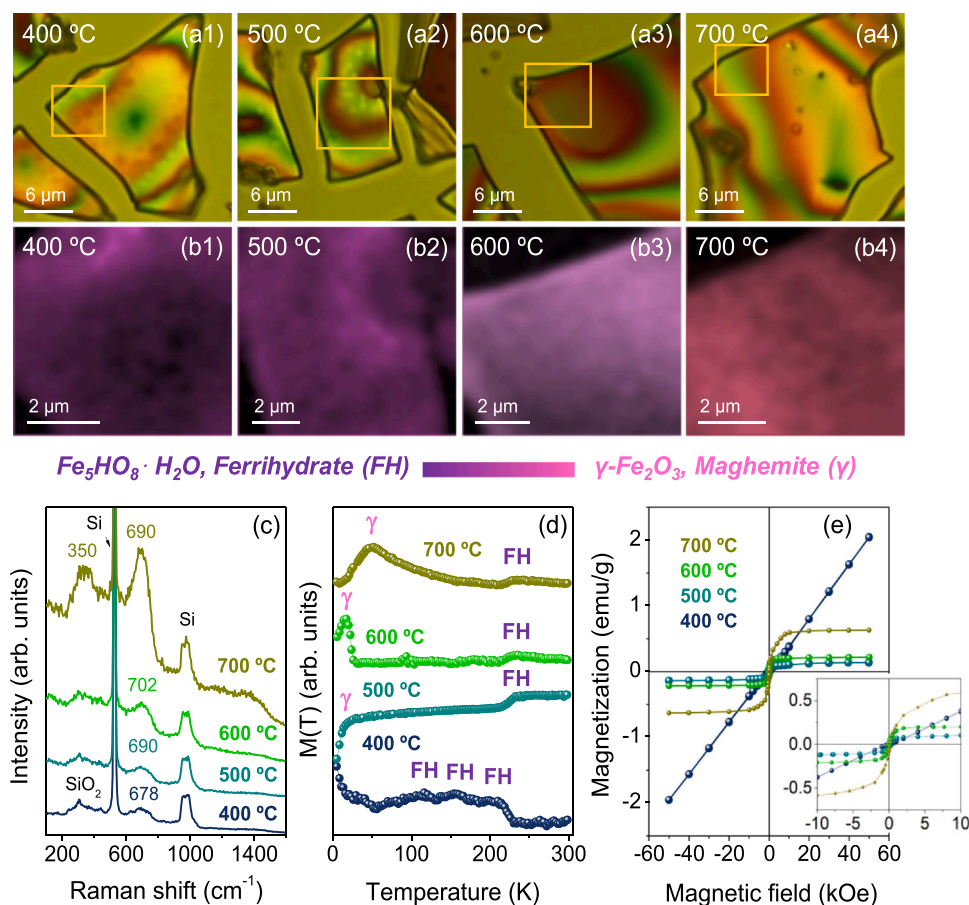 400 ºC (a1)
500 ºC (a2)
600 ºC (a3)
700 ºC (a4)
6 µm
6 µm
6 µm
6 µm
400 ºC (b1)
500 ºC (b2)
600 ºC (b3)
700 ºC (b4)
2 µm
2 µm
2 µm
2 µm
Fe₅HO₈· H₂O, Ferrihydrate (FH)
γ-Fe₂O₃, Maghemite (γ)
(c)
Si
350
690
Si
700 ºC
702
600 ºC
690
500 ºC
SiO₂
678
400 ºC
Intensity (arb. units)
200 600 1000 1400
Raman shift (cm⁻¹)
(d)
γ
700 ºC
FH
γ
600 ºC
FH
γ
500 ºC
FH
400 ºC
FH FH FH
M(T) (arb. units)
0 100 200 300
Temperature (K)
(e)
700 ºC
600 ºC
500 ºC
400 ºC
2
1
0
-1
-2
Magnetization (emu/g)
-60 -40 -20 0 20 40 60
Magnetic field (kOe)
0.5
0.0
-0.5
-10 -5 0 5 10